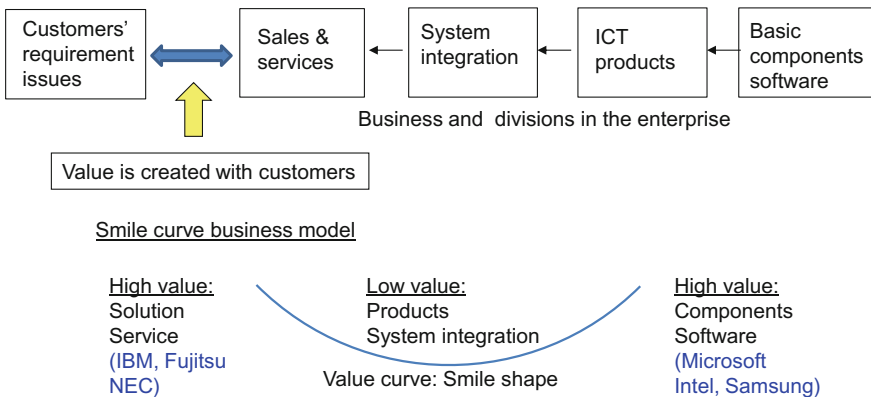 Customers'
requirement
issues
Sales &
services
System
integration
ICT
products
Basic
components
software
Business and divisions in the enterprise
Value is created with customers
Smile curve business model
High value:
Solution
Service
(IBM, Fujitsu
NEC)
Low value:
Products
System integration
High value:
Components
Software
(Microsoft
Intel, Samsung)
Value curve: Smile shape